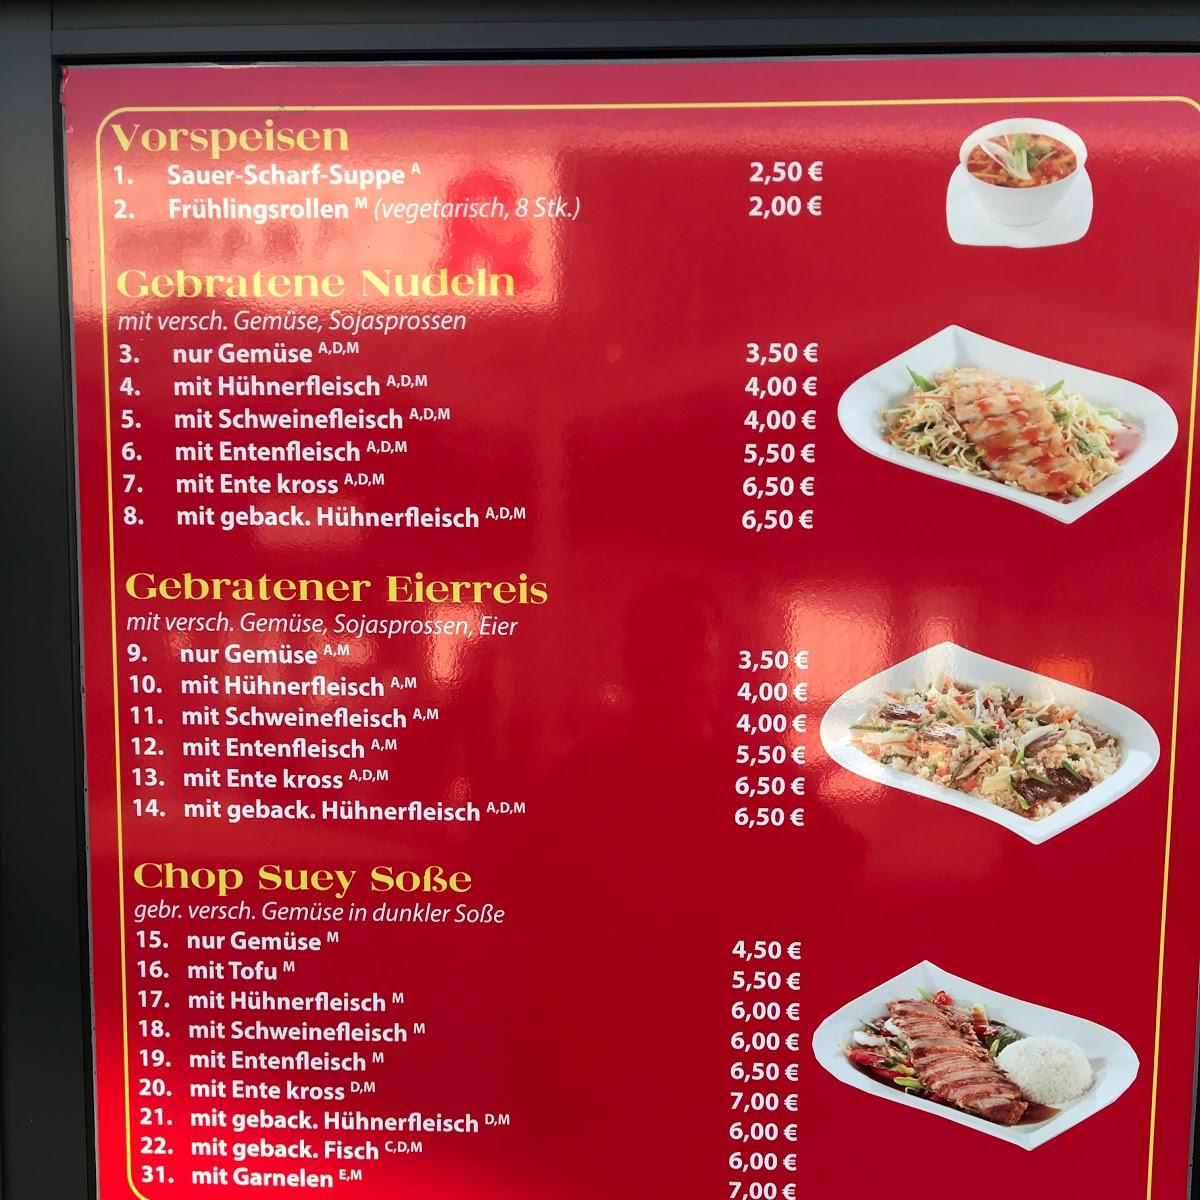 Vorspeisen
1. Sauer-Scharf-Suppe A 2,50 €
2. Frühlingsrollen M (vegetarisch, 8 Stk.) 2,00 €
Gebratene Nudeln
mit versch. Gemüse, Sojasprossen
3. nur Gemüse A,D,M 3,50 €
4. mit Hühnerfleisch A,D,M 4,00 €
5. mit Schweinefleisch A,D,M 4,00 €
6. mit Entenfleisch A,D,M 5,50 €
7. mit Ente kross A,D,M 6,50 €
8. mit geback. Hühnerfleisch A,D,M 6,50 €
Gebratener Eierreis
mit versch. Gemüse, Sojasprossen, Eier
9. nur Gemüse A,M 3,50 €
10. mit Hühnerfleisch A,M 4,00 €
11. mit Schweinefleisch A,M 4,00 €
12. mit Entenfleisch A,M 5,50 €
13. mit Ente kross A,D,M 6,50 €
14. mit geback. Hühnerfleisch A,D,M 6,50 €
Chop Suey Soße
gebr. versch. Gemüse in dunkler Soße
15. nur Gemüse M 4,50 €
16. mit Tofu M 5,50 €
17. mit Hühnerfleisch M 6,00 €
18. mit Schweinefleisch M 6,00 €
19. mit Entenfleisch M 6,50 €
20. mit Ente kross D,M 7,00 €
21. mit geback. Hühnerfleisch D,M 6,00 €
22. mit geback. Fisch C,D,M 6,00 €
31. mit Garnelen E,M 7,00 €